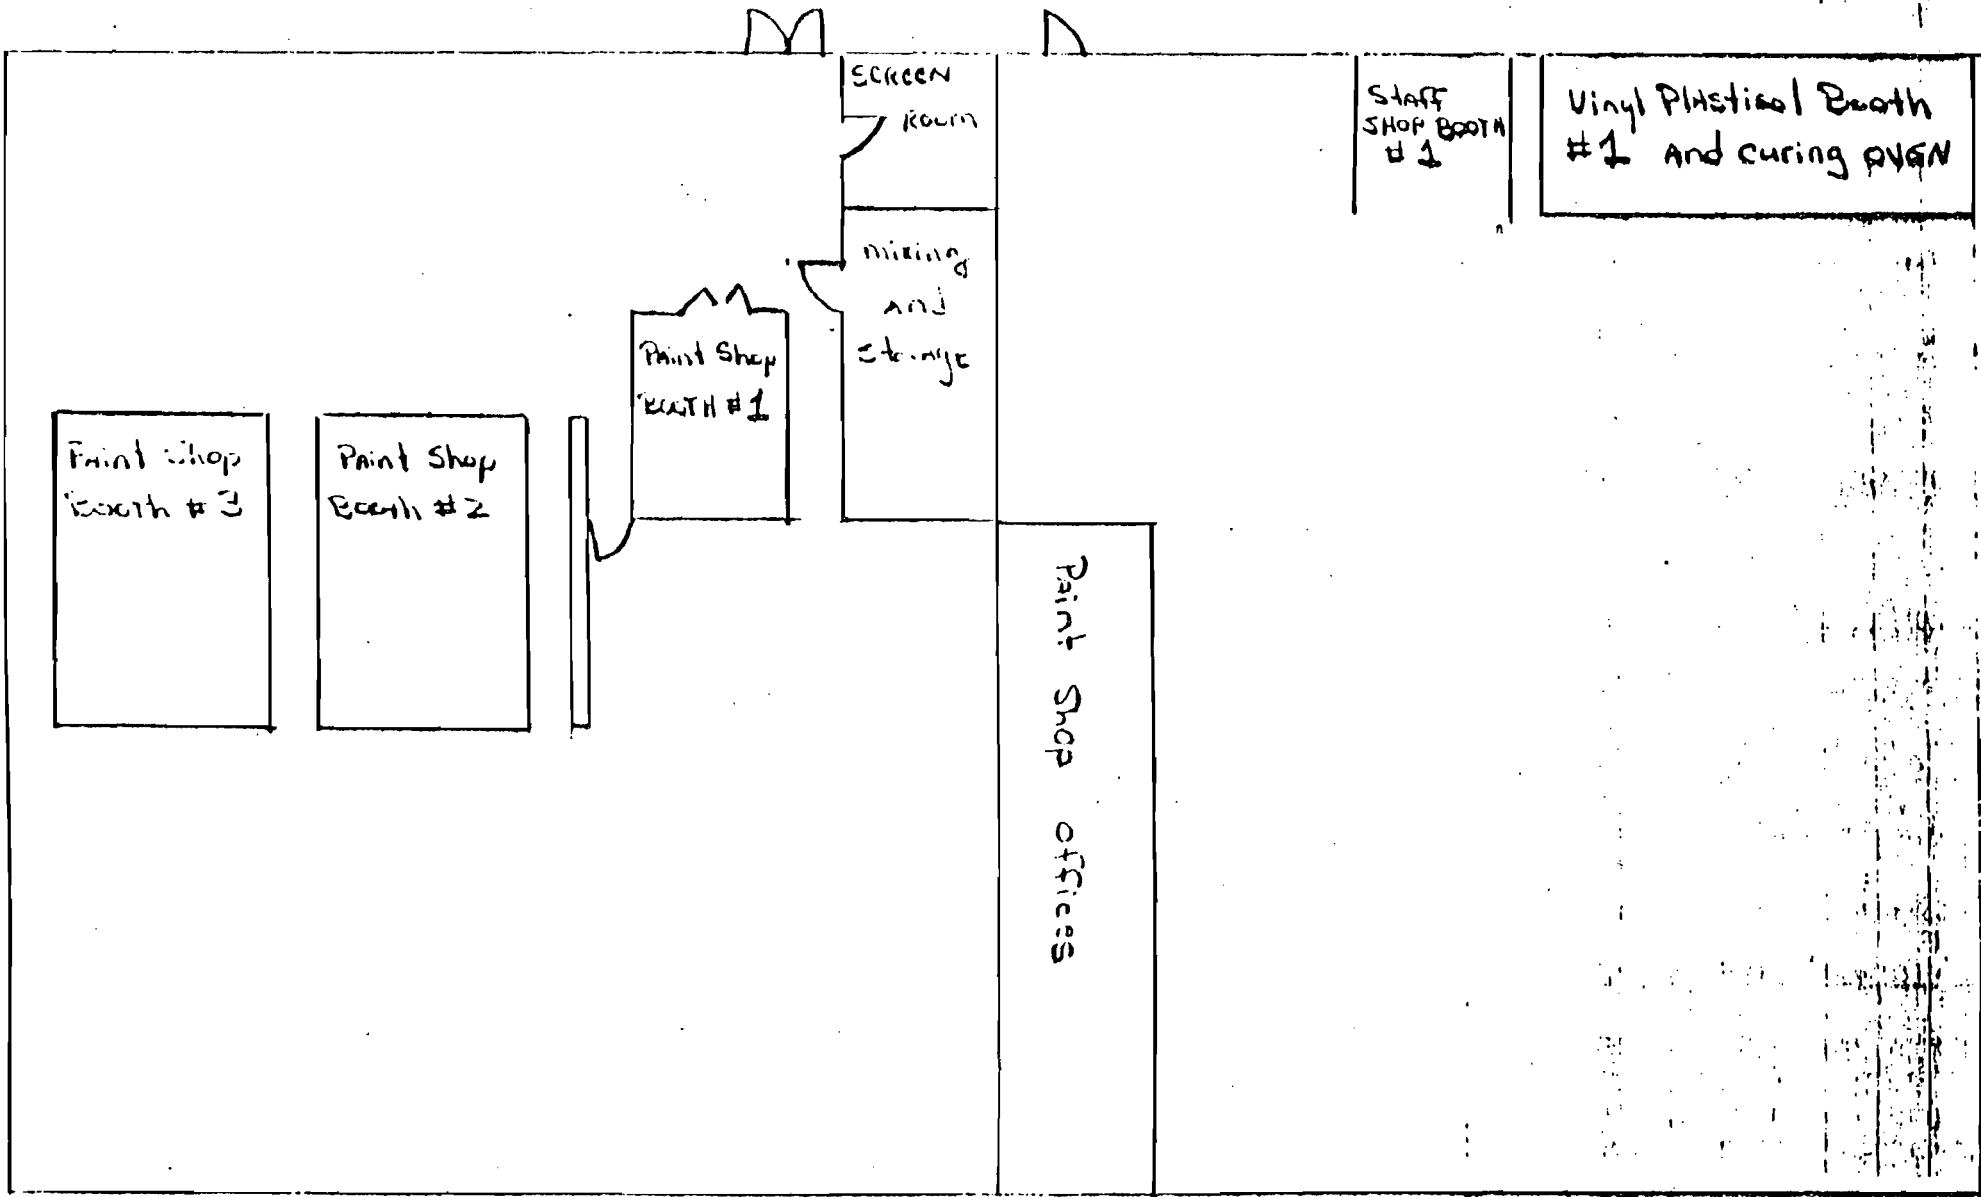 SCREEN
Room
Staff
SHOP BOOTH
#1
Vinyl Plastisol Booth
#1 And curing OVEN
mixing
And
Storage
Paint Shop
BOOTH #1
Paint Shop
Booth #3
Paint Shop
Booth #2
Paint Shop offices